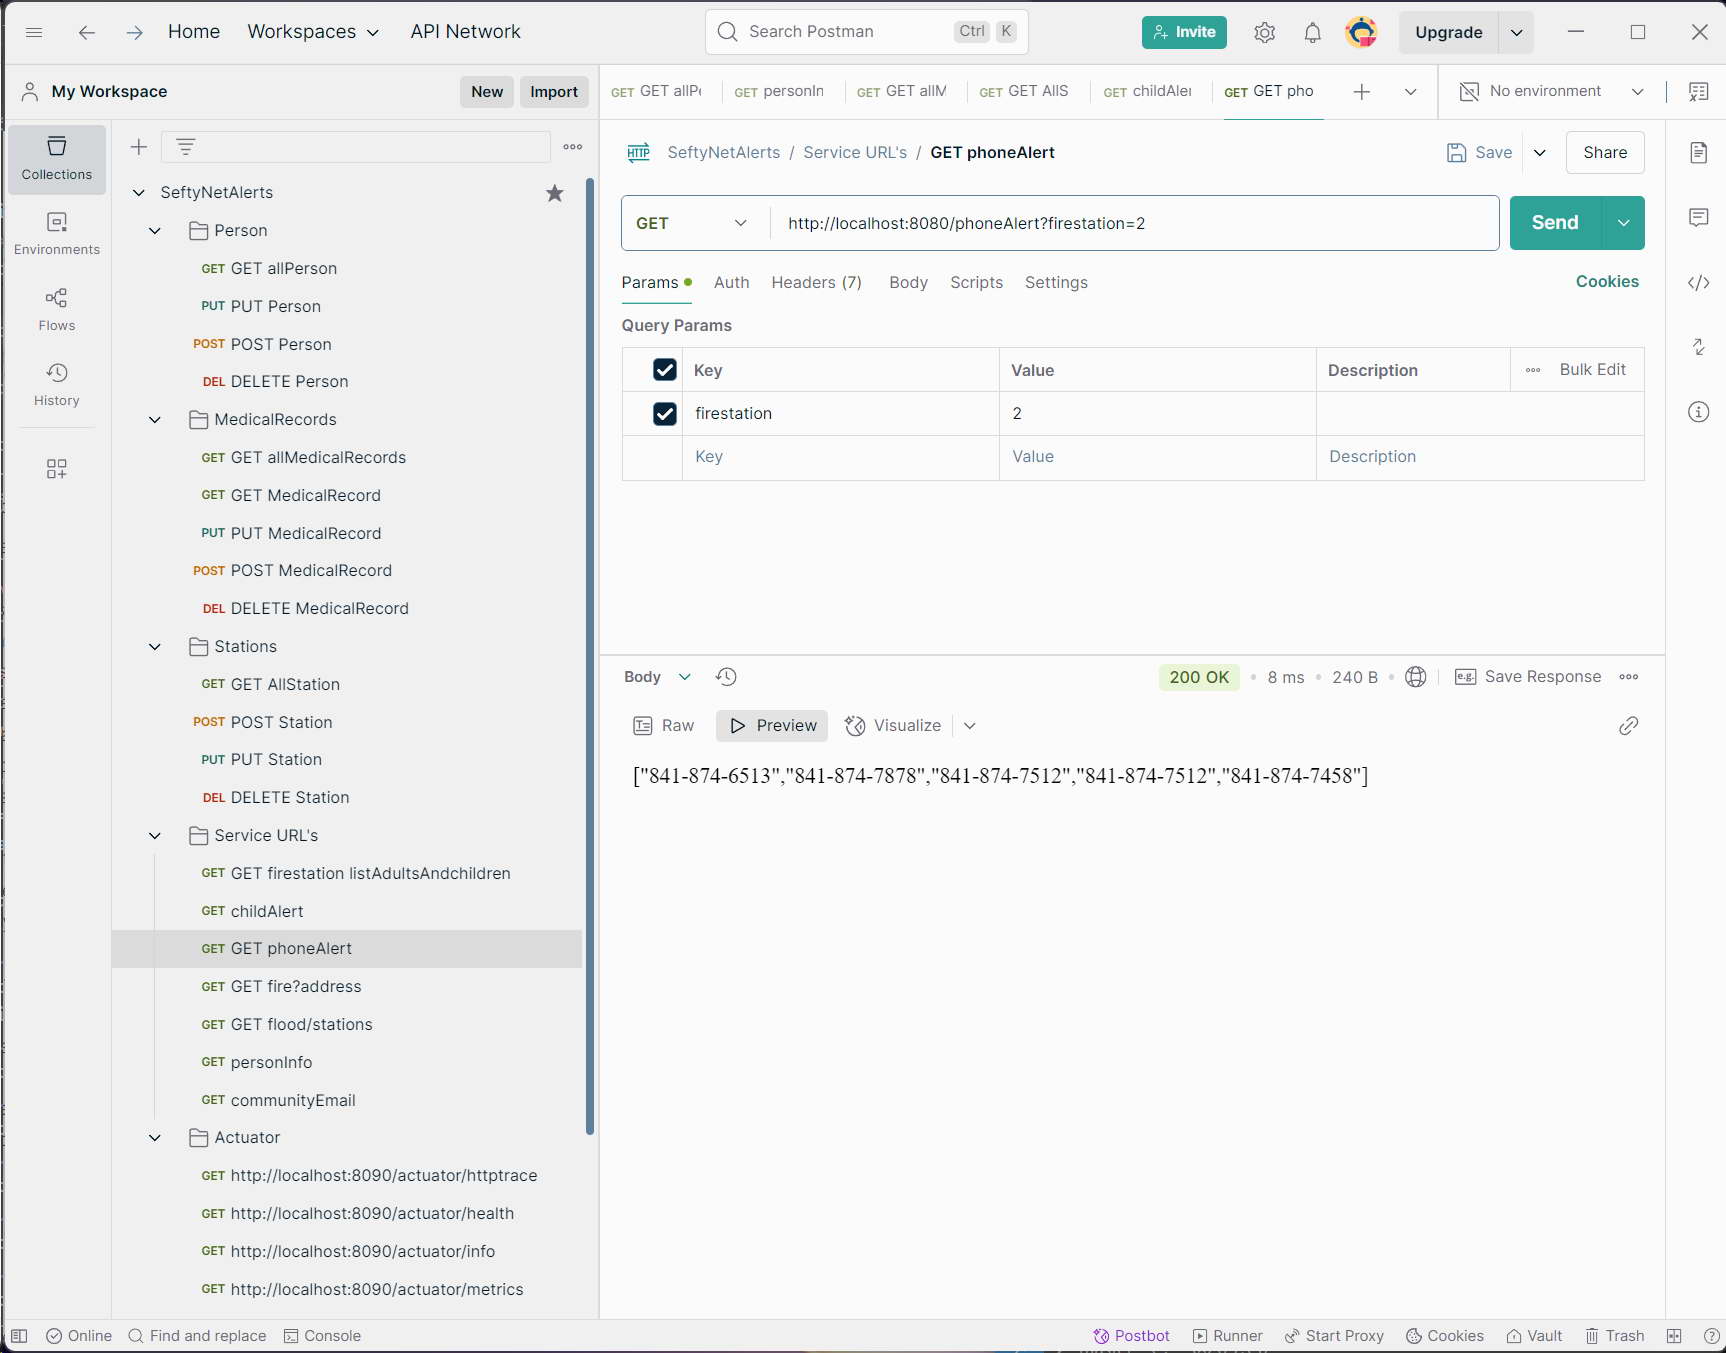 Home Workspaces API Network Search Postman Ctrl K Invite Upgrade
My Workspace New Import
GET GET allP GET personIn GET GET allM GET GET AllS GET childAler GET GET pho No environment
Collections
Environments
Flows
History
SeftyNetAlerts
Person
GET GET allPerson
PUT PUT Person
POST POST Person
DEL DELETE Person
MedicalRecords
GET GET allMedicalRecords
GET GET MedicalRecord
PUT PUT MedicalRecord
POST POST MedicalRecord
DEL DELETE MedicalRecord
Stations
GET GET AllStation
POST POST Station
PUT PUT Station
DEL DELETE Station
Service URL's
GET GET firestation listAdultsAndchildren
GET childAlert
GET GET phoneAlert
GET GET fire?address
GET GET flood/stations
GET personInfo
GET communityEmail
Actuator
GET http://localhost:8090/actuator/httptrace
GET http://localhost:8090/actuator/health
GET http://localhost:8090/actuator/info
GET http://localhost:8090/actuator/metrics
HTTP SeftyNetAlerts / Service URL's / GET phoneAlert Save Share
GET http://localhost:8080/phoneAlert?firestation=2 Send
Params Auth Headers (7) Body Scripts Settings Cookies
Query Params
Key Value Description Bulk Edit
firestation 2
Key Value Description
Body 200 OK 8 ms 240 B e.g. Save Response
Raw Preview Visualize
["841-874-6513","841-874-7878","841-874-7512","841-874-7512","841-874-7458"]
Online Find and replace Console Postbot Runner Start Proxy Cookies Vault Trash